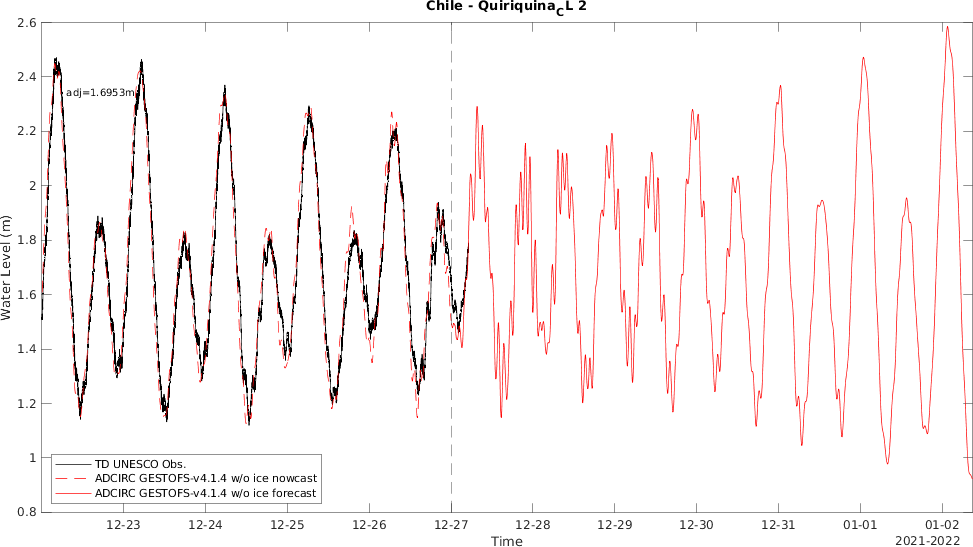 Chile - Quiriquina_CL 2
2.6
2.4
2.2
2
1.8
1.6
1.4
1.2
1
0.8
Water Level (m)
adj=1.6953m
TD UNESCO Obs.
ADCIRC GESTOFS-v4.1.4 w/o ice nowcast
ADCIRC GESTOFS-v4.1.4 w/o ice forecast
12-23 12-24 12-25 12-26 12-27 12-28 12-29 12-30 12-31 01-01 01-02
Time
2021-2022